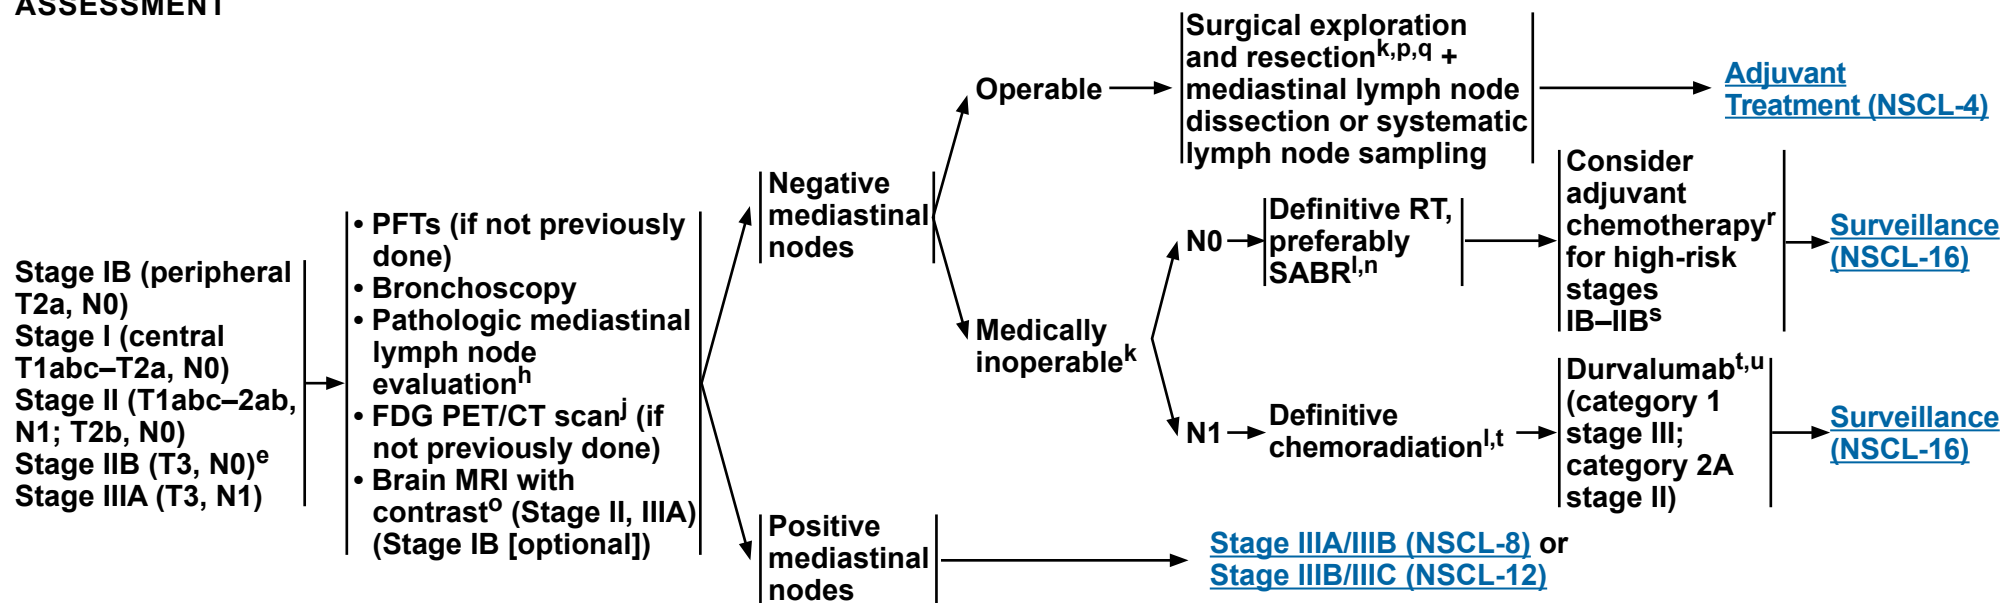 ASSESSMENT
Stage IB (peripheral
T2a, N0)
Stage I (central
T1abc–T2a, N0)
Stage II (T1abc–2ab,
N1; T2b, N0)
Stage IIB (T3, N0)e
Stage IIIA (T3, N1)
• PFTs (if not previously
done)
• Bronchoscopy
• Pathologic mediastinal
lymph node
evaluationh
• FDG PET/CT scanj (if
not previously done)
• Brain MRI with
contrasto (Stage II, IIIA)
(Stage IB [optional])
Negative
mediastinal
nodes
Operable
Surgical exploration
and resectionk,p,q +
mediastinal lymph node
dissection or systematic
lymph node sampling
Adjuvant
Treatment (NSCL-4)
Medically
inoperablek
N0
Definitive RT,
preferably
SABRl,n
Consider
adjuvant
chemotherapyr
for high-risk
stages
IB–IIBs
Surveillance
(NSCL-16)
N1
Definitive
chemoradiationl,t
Durvalumabt,u
(category 1
stage III;
category 2A
stage II)
Surveillance
(NSCL-16)
Positive
mediastinal
nodes
Stage IIIA/IIIB (NSCL-8) or
Stage IIIB/IIIC (NSCL-12)